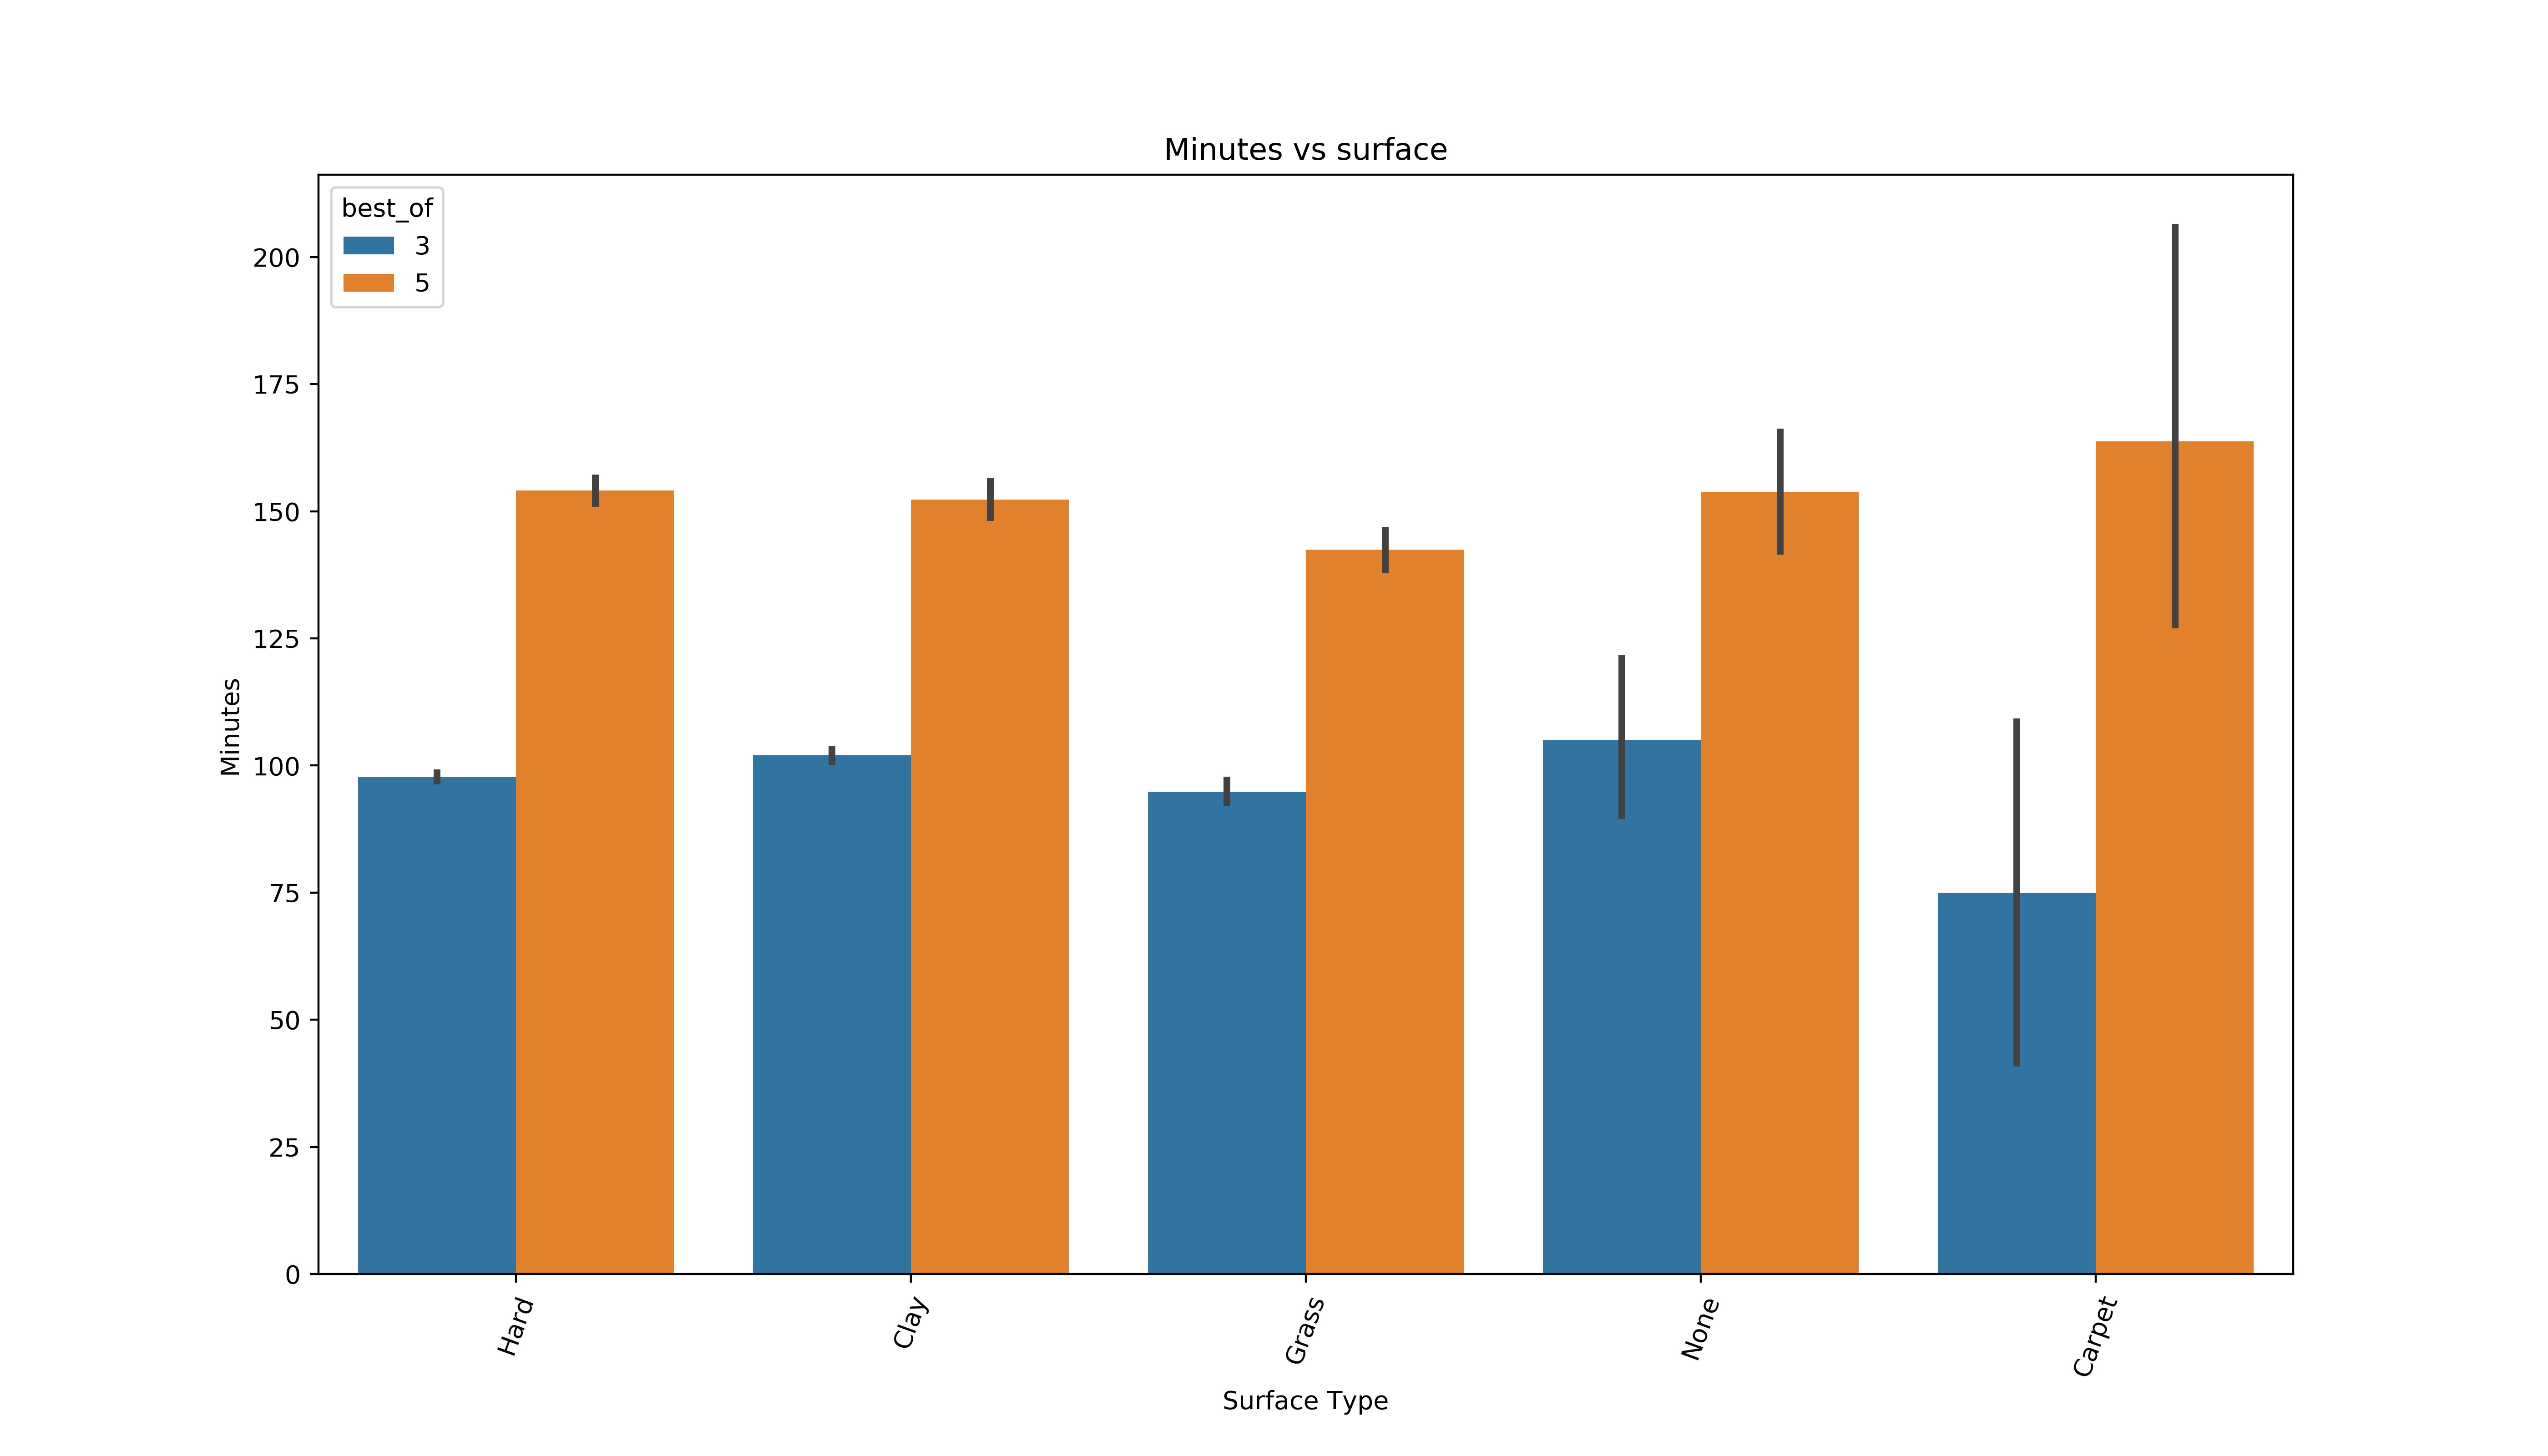 Minutes vs surface
best_of
3
5
200
175
150
125
100
75
50
25
0
Minutes
Hard
Clay
Grass
None
Carpet
Surface Type